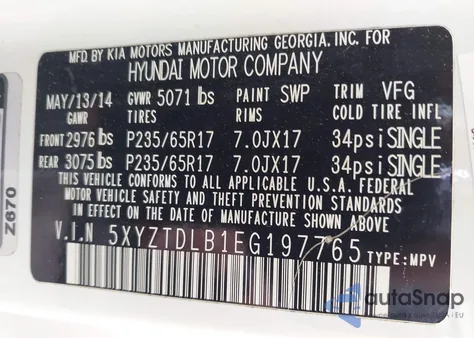 MFD BY KIA MOTORS MANUFACTURING GEORGIA, INC. FOR
HYUNDAI MOTOR COMPANY
MAY/13/14 GVWR 5071 lbs PAINT SWP TRIM VFG
GAWR TIRES RIMS COLD TIRE INFL
FRONT 2976 lbs P235/65R17 7.0JX17 34psi SINGLE
REAR 3075 lbs P235/65R17 7.0JX17 34psi SINGLE
THIS VEHICLE CONFORMS TO ALL APPLICABLE U.S.A. FEDERAL
MOTOR VEHICLE SAFETY AND THEFT PREVENTION STANDARDS
IN EFFECT ON THE DATE OF MANUFACTURE SHOWN ABOVE.
V.I.N 5XYZTDLB1EG197765 TYPE:MPV
Z670
autoSnap